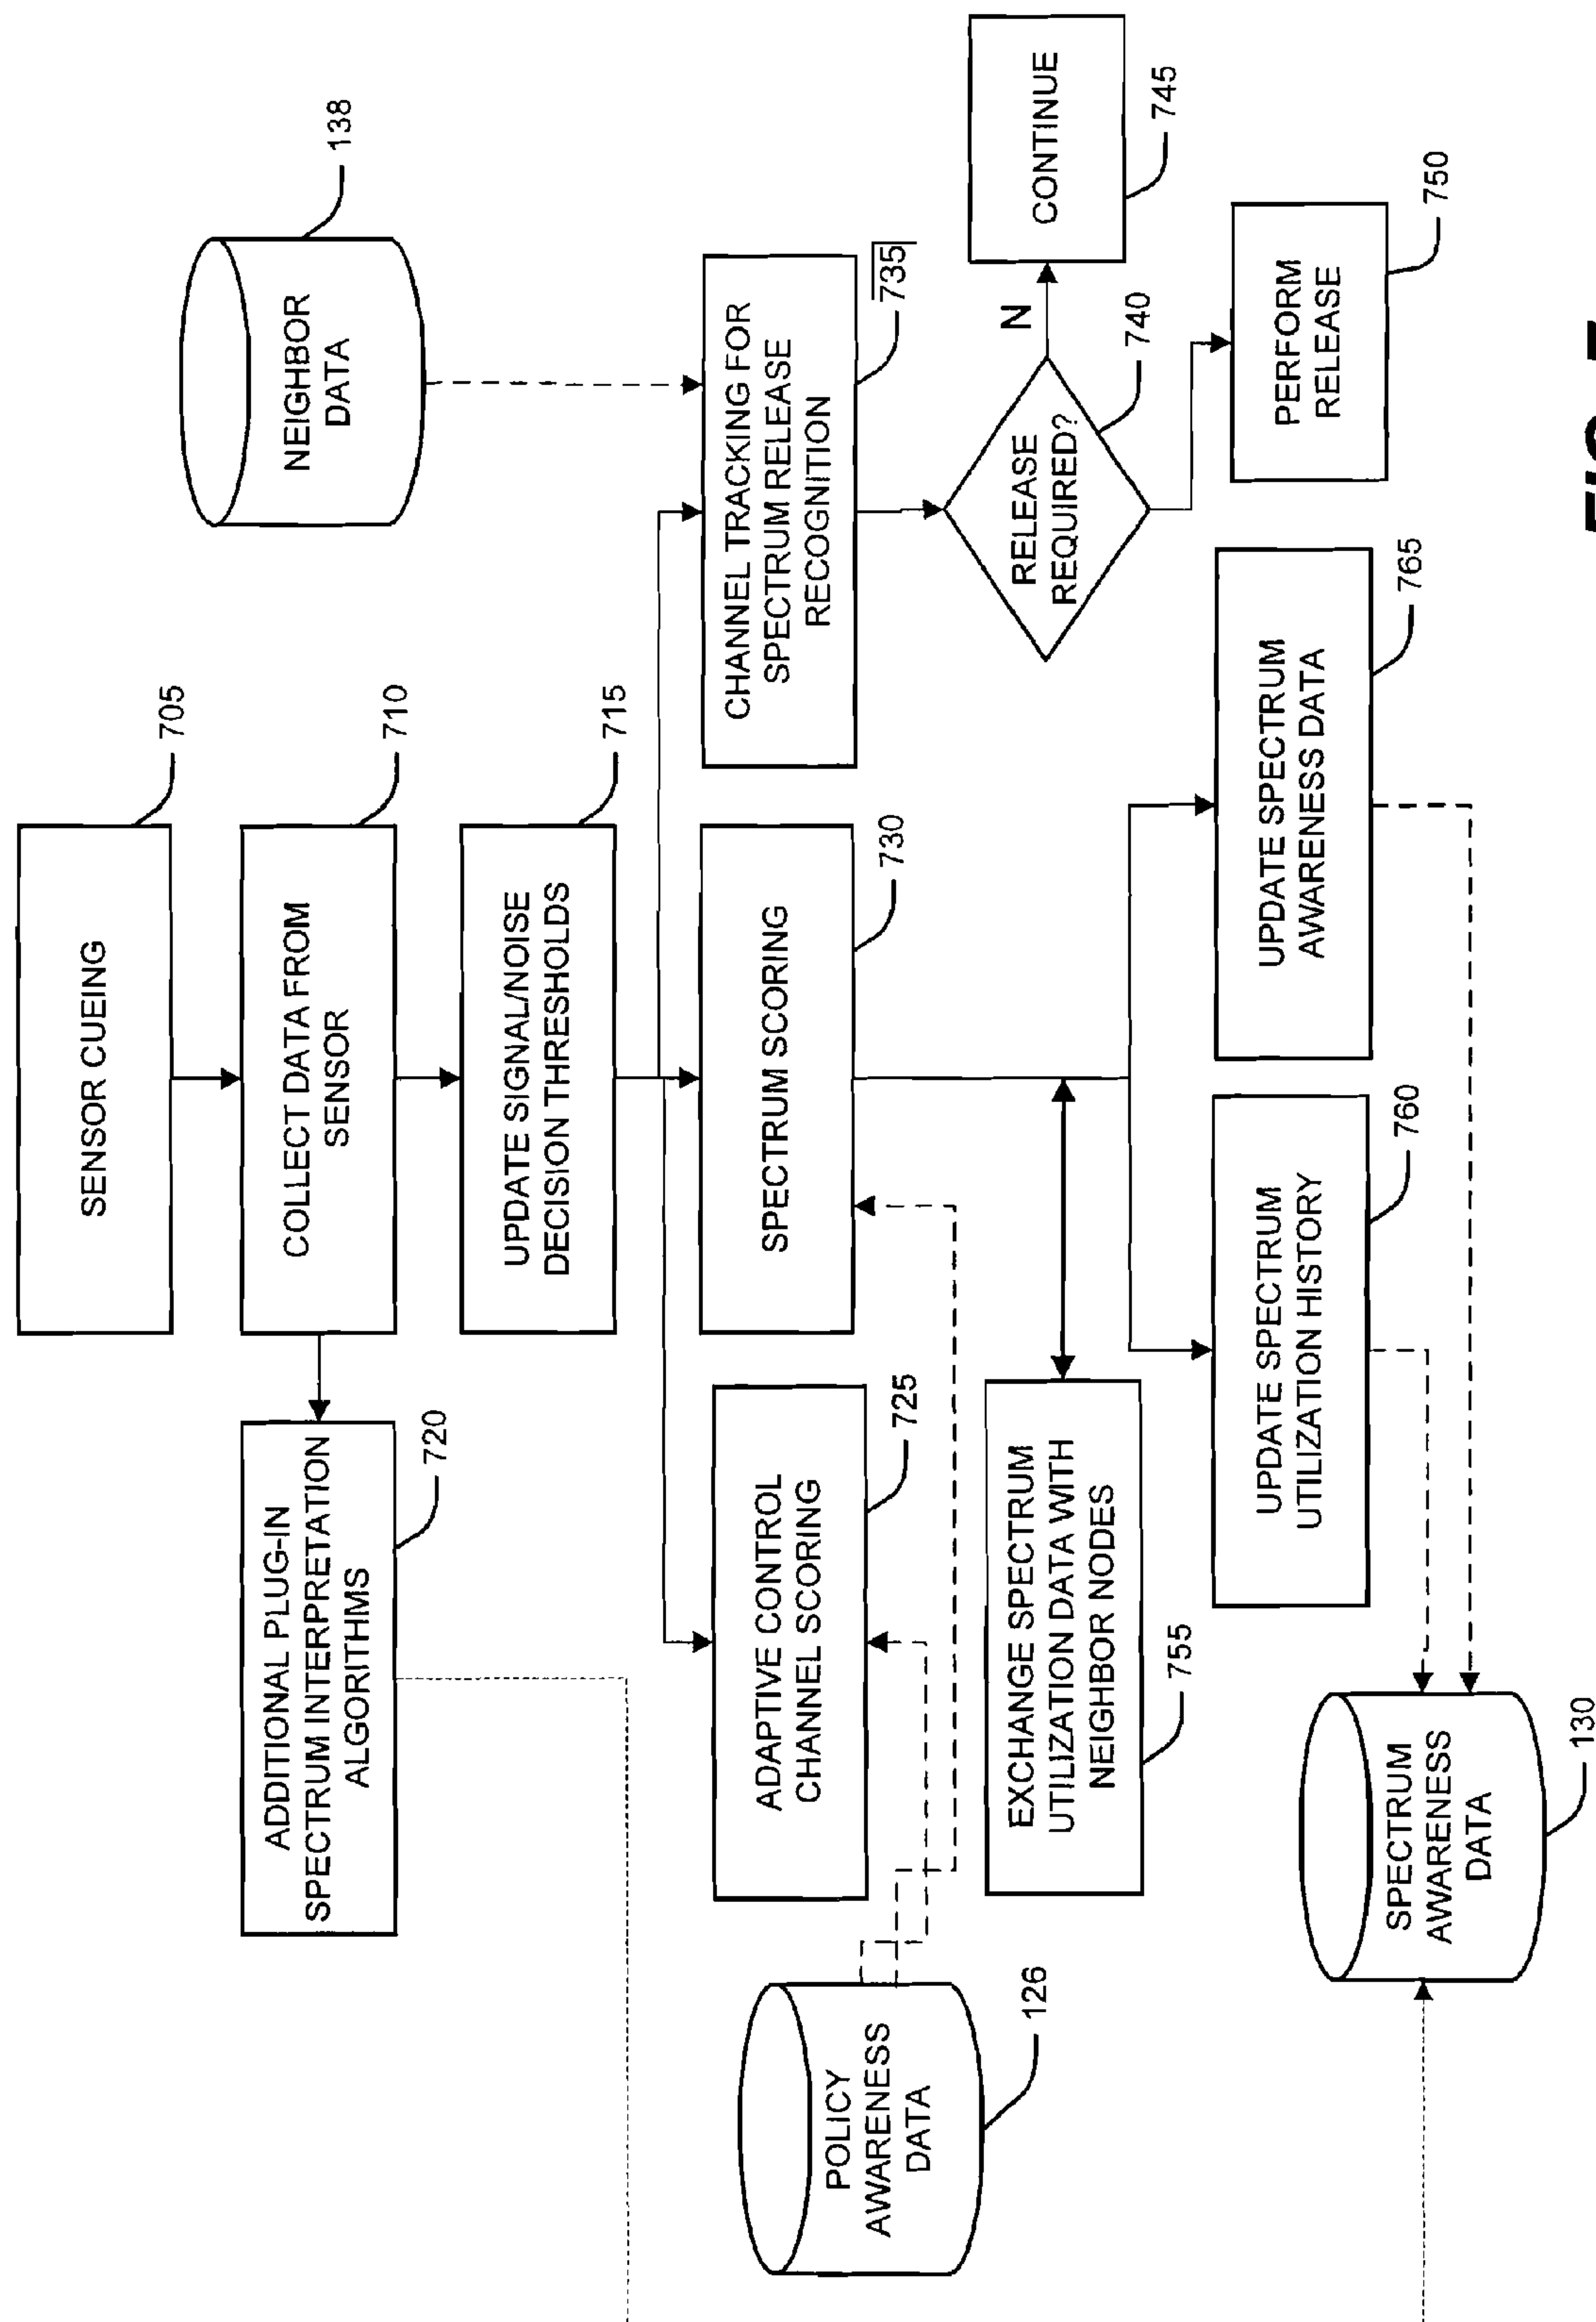 SENSOR CUEING
705
COLLECT DATA FROM
SENSOR
710
ADDITIONAL PLUG-IN
SPECTRUM INTERPRETATION
ALGORITHMS
720
UPDATE SIGNAL/NOISE
DECISION THRESHOLDS
715
NEIGHBOR
DATA
138
POLICY
AWARENESS
DATA
126
ADAPTIVE CONTROL
CHANNEL SCORING
725
SPECTRUM SCORING
730
CHANNEL TRACKING FOR
SPECTRUM RELEASE
RECOGNITION
735
EXCHANGE SPECTRUM
UTILIZATION DATA WITH
NEIGHBOR NODES
755
RELEASE
REQUIRED?
740
N
CONTINUE
745
UPDATE SPECTRUM
UTILIZATION HISTORY
760
UPDATE SPECTRUM
AWARENESS DATA
765
PERFORM
RELEASE
750
SPECTRUM
AWARENESS
DATA
130